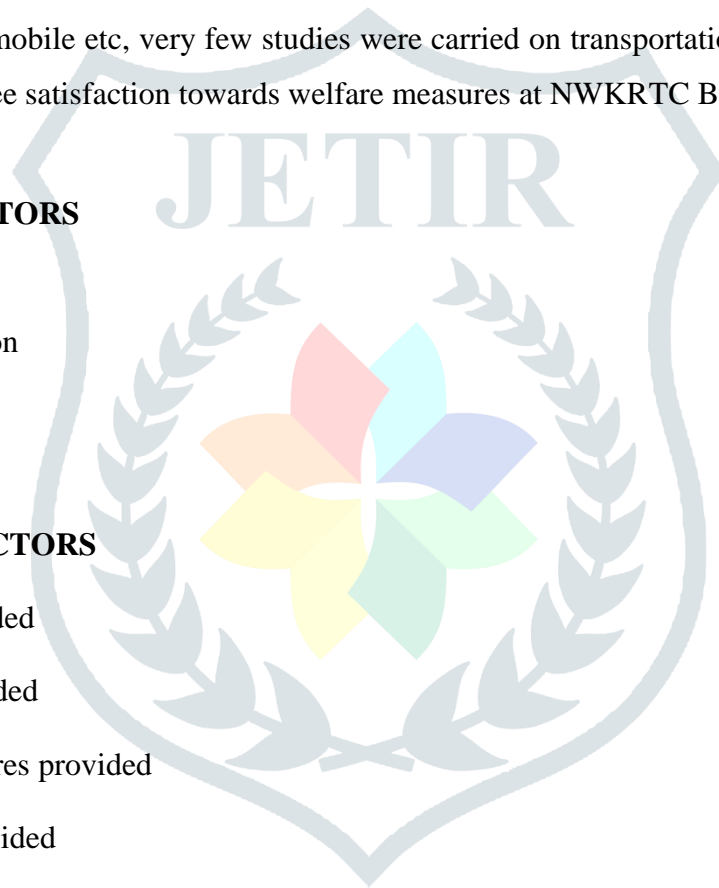 mobile etc, very few studies were carried on transportatio
ee satisfaction towards welfare measures at NWKRTC B
JETIR
TORS
on
CTORS
ded
ded
res provided
vided